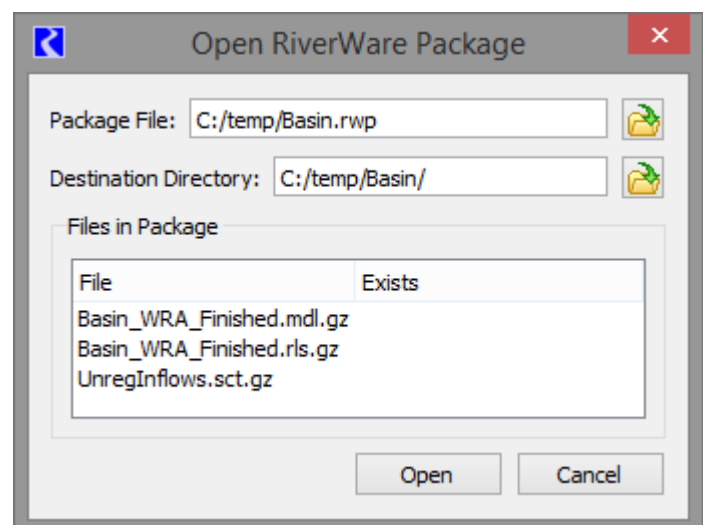 Open RiverWare Package
Package File: C:/temp/Basin.rwp
Destination Directory: C:/temp/Basin/
Files in Package
File Exists
Basin_WRA_Finished.mdl.gz
Basin_WRA_Finished.rls.gz
UnregInflows.sct.gz
Open Cancel